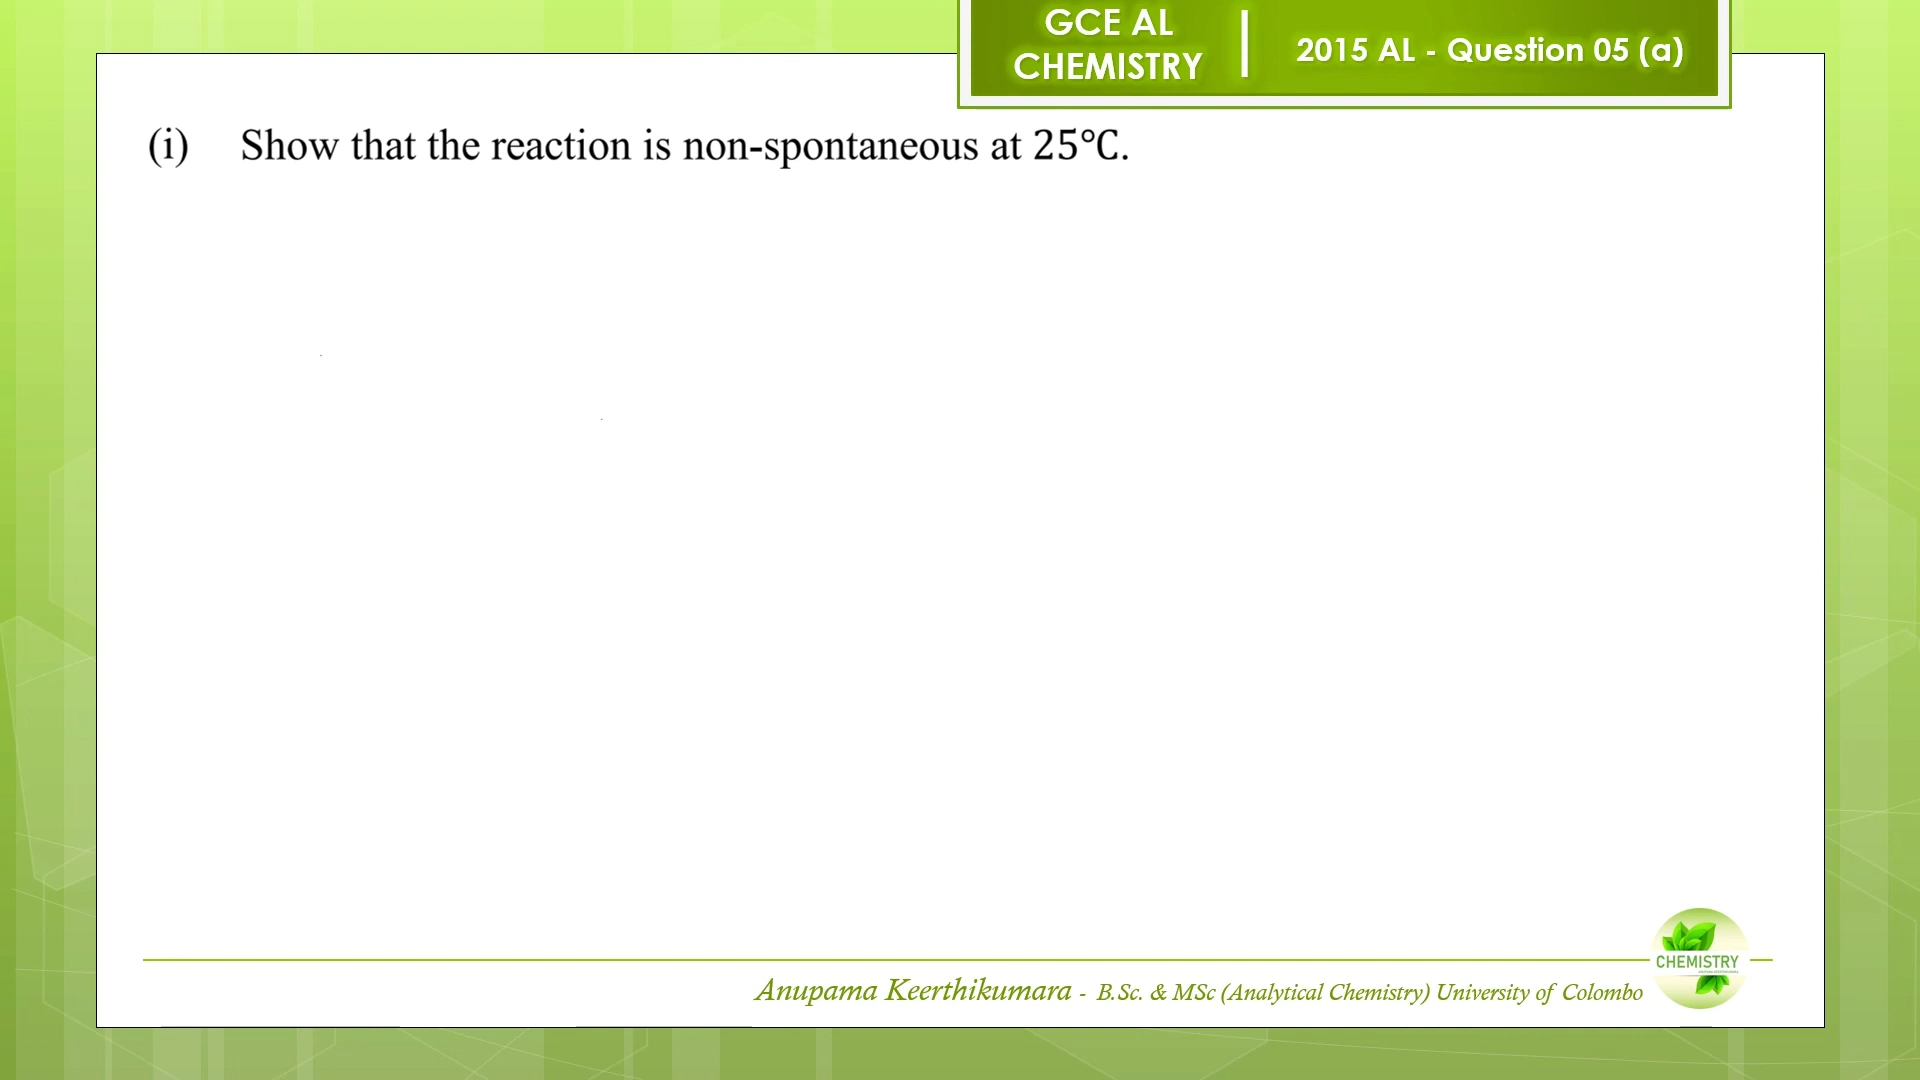 GCE AL
CHEMISTRY
2015 AL - Question 05 (a)
(i) Show that the reaction is non-spontaneous at 25°C.
CHEMISTRY
Anupama Keerthikumara - B.Sc. & MSc (Analytical Chemistry) University of Colombo